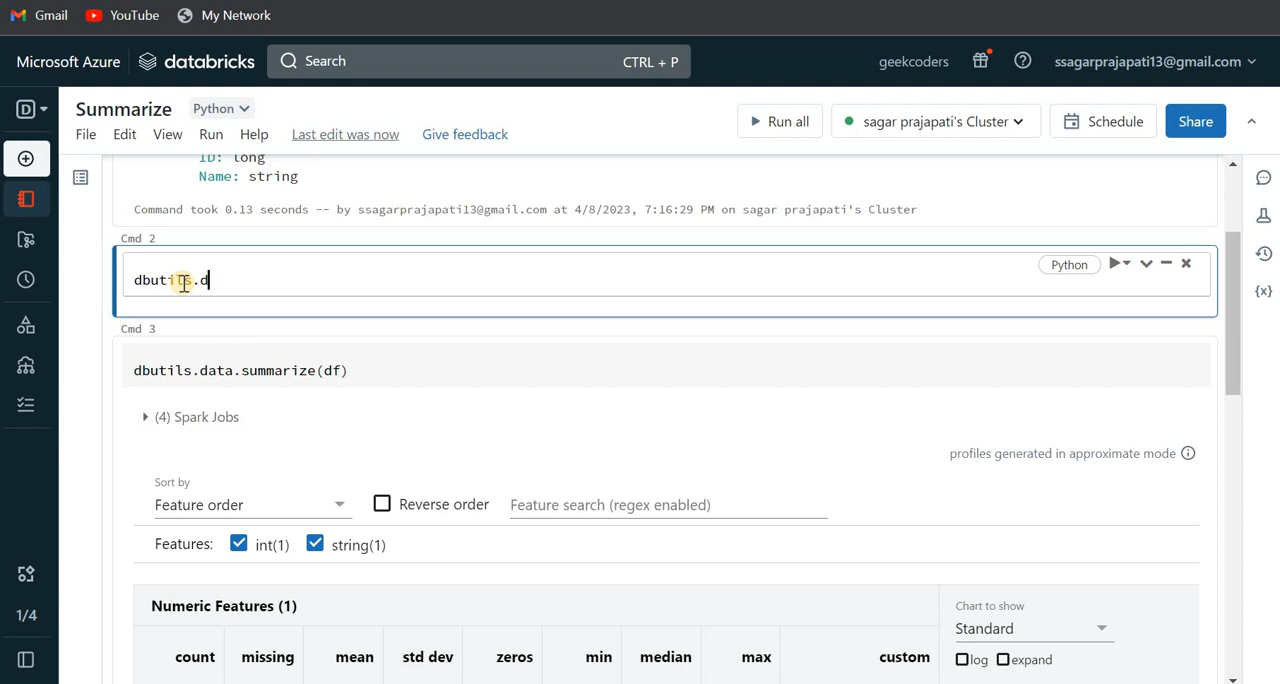 Gmail YouTube My Network
Microsoft Azure databricks Search CTRL + P geekcoders ssagarprajapati13@gmail.com
D Summarize Python
Run all sagar prajapati's Cluster Schedule Share
File Edit View Run Help Last edit was now Give feedback
ID: long
Name: string
Command took 0.13 seconds -- by ssagarprajapati13@gmail.com at 4/8/2023, 7:16:29 PM on sagar prajapati's Cluster
Cmd 2
Python
dbutils.d
Cmd 3
dbutils.data.summarize(df)
(4) Spark Jobs
profiles generated in approximate mode
Sort by
Feature order Reverse order Feature search (regex enabled)
Features: int(1) string(1)
Numeric Features (1) Chart to show
Standard
count missing mean std dev zeros min median max custom
log expand
1/4